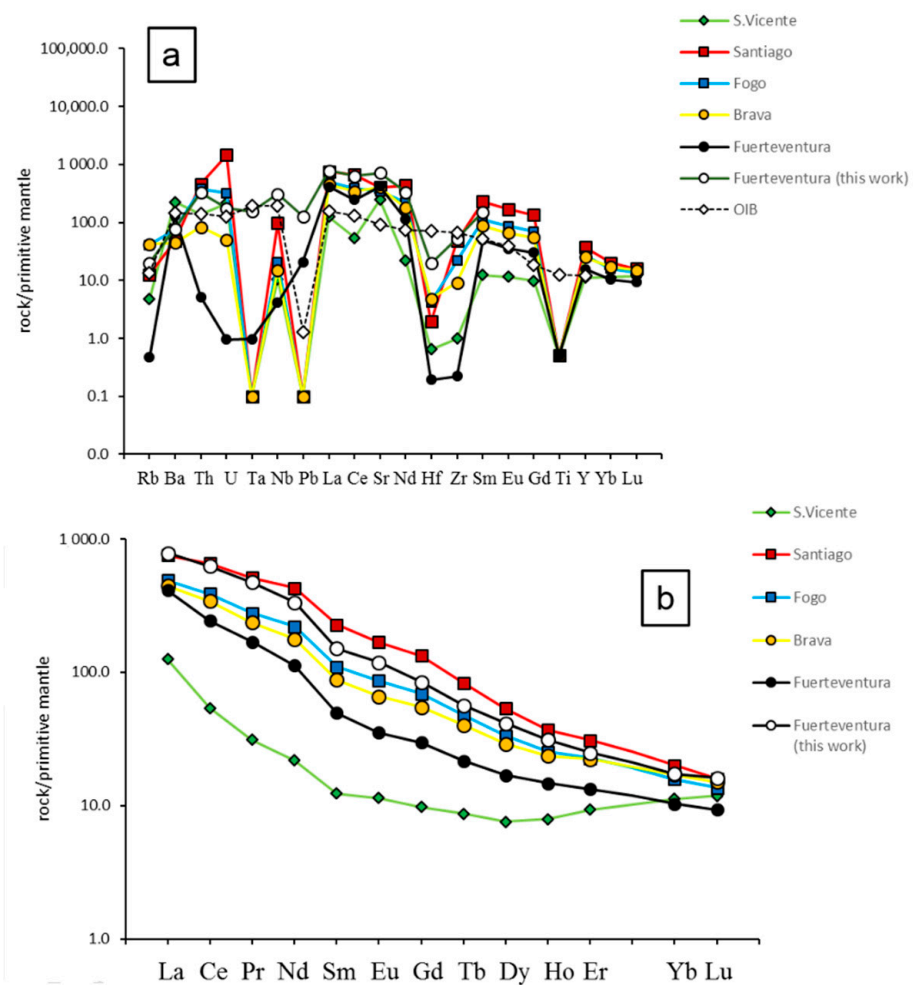 a
S.Vicente
Santiago
Fogo
Brava
Fuerteventura
Fuerteventura (this work)
OIB
100,000.0
10,000.0
1 000.0
100.0
10.0
1.0
0.1
0.0
rock/primitive mantle
Rb Ba Th U Ta Nb Pb La Ce Sr Nd Hf Zr Sm Eu Gd Ti Y Yb Lu
b
S.Vicente
Santiago
Fogo
Brava
Fuerteventura
Fuerteventura
(this work)
1 000.0
100.0
10.0
1.0
rock/primitive mantle
La Ce Pr Nd Sm Eu Gd Tb Dy Ho Er Yb Lu